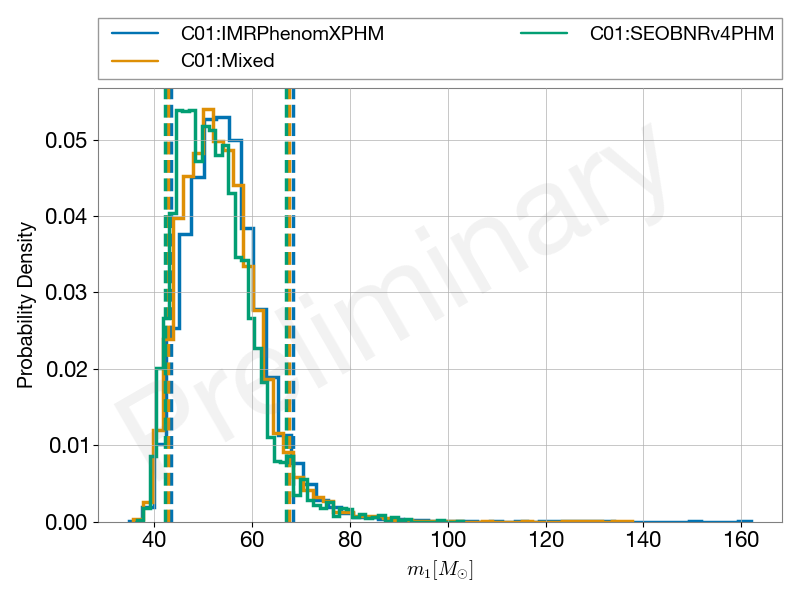 C01:IMRPhenomXPHM
C01:SEOBNRv4PHM
C01:Mixed
Preliminary
Probability Density
0.05
0.04
0.03
0.02
0.01
0.00
40 60 80 100 120 140 160
m₁[M☉]